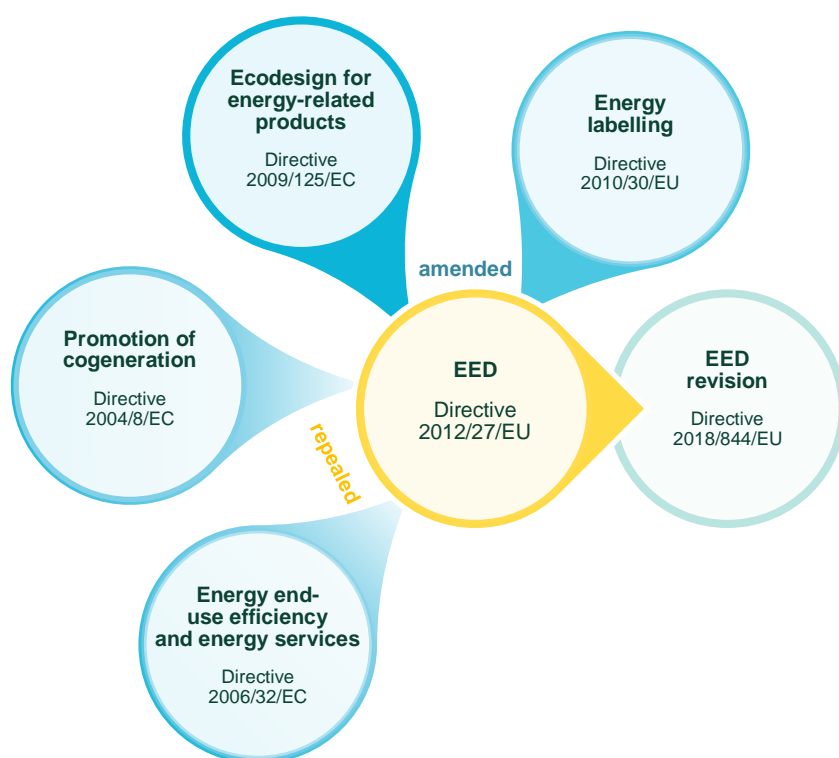 Ecodesign for
energy-related
products
Directive
2009/125/EC
Energy
labelling
Directive
2010/30/EU
amended
Promotion of
cogeneration
Directive
2004/8/EC
EED
Directive
2012/27/EU
EED
revision
Directive
2018/844/EU
repealed
Energy end-
use efficiency
and energy services
Directive
2006/32/EC